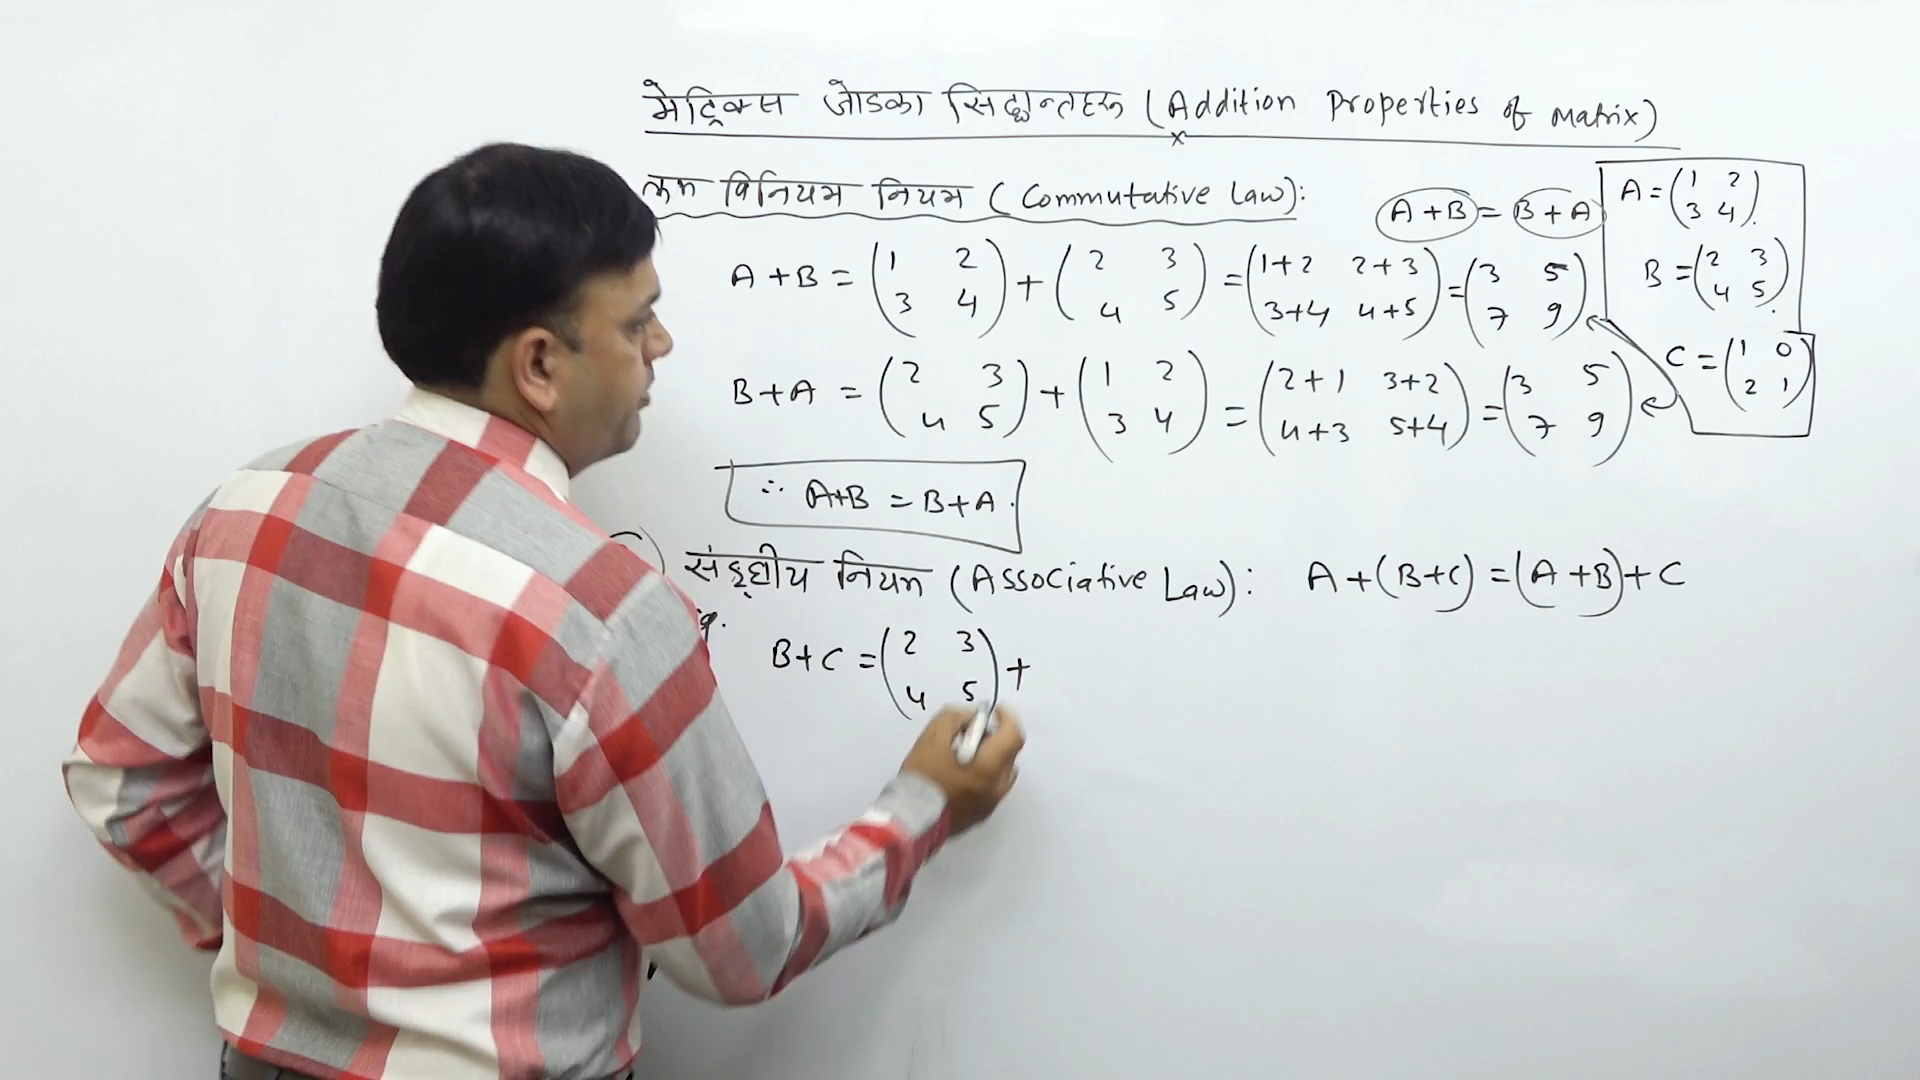 मेट्रिक्स जोडका सिद्धान्तहरू (Addition Properties of Matrix)
क्रम विनियम नियम (Commutative Law):
A+B = B+A
A = (1 2 3 4)
B = (2 3 4 5)
C = (1 0 2 1)
A+B = (1 2 3 4) + (2 3 4 5) = (1+2 2+3 3+4 4+5) = (3 5 7 9)
B+A = (2 3 4 5) + (1 2 3 4) = (2+1 3+2 4+3 5+4) = (3 5 7 9)
∴ A+B = B+A.
संङ्घीय नियम (Associative Law): A+(B+C) = (A+B)+C
B+C = (2 3 4 5) +